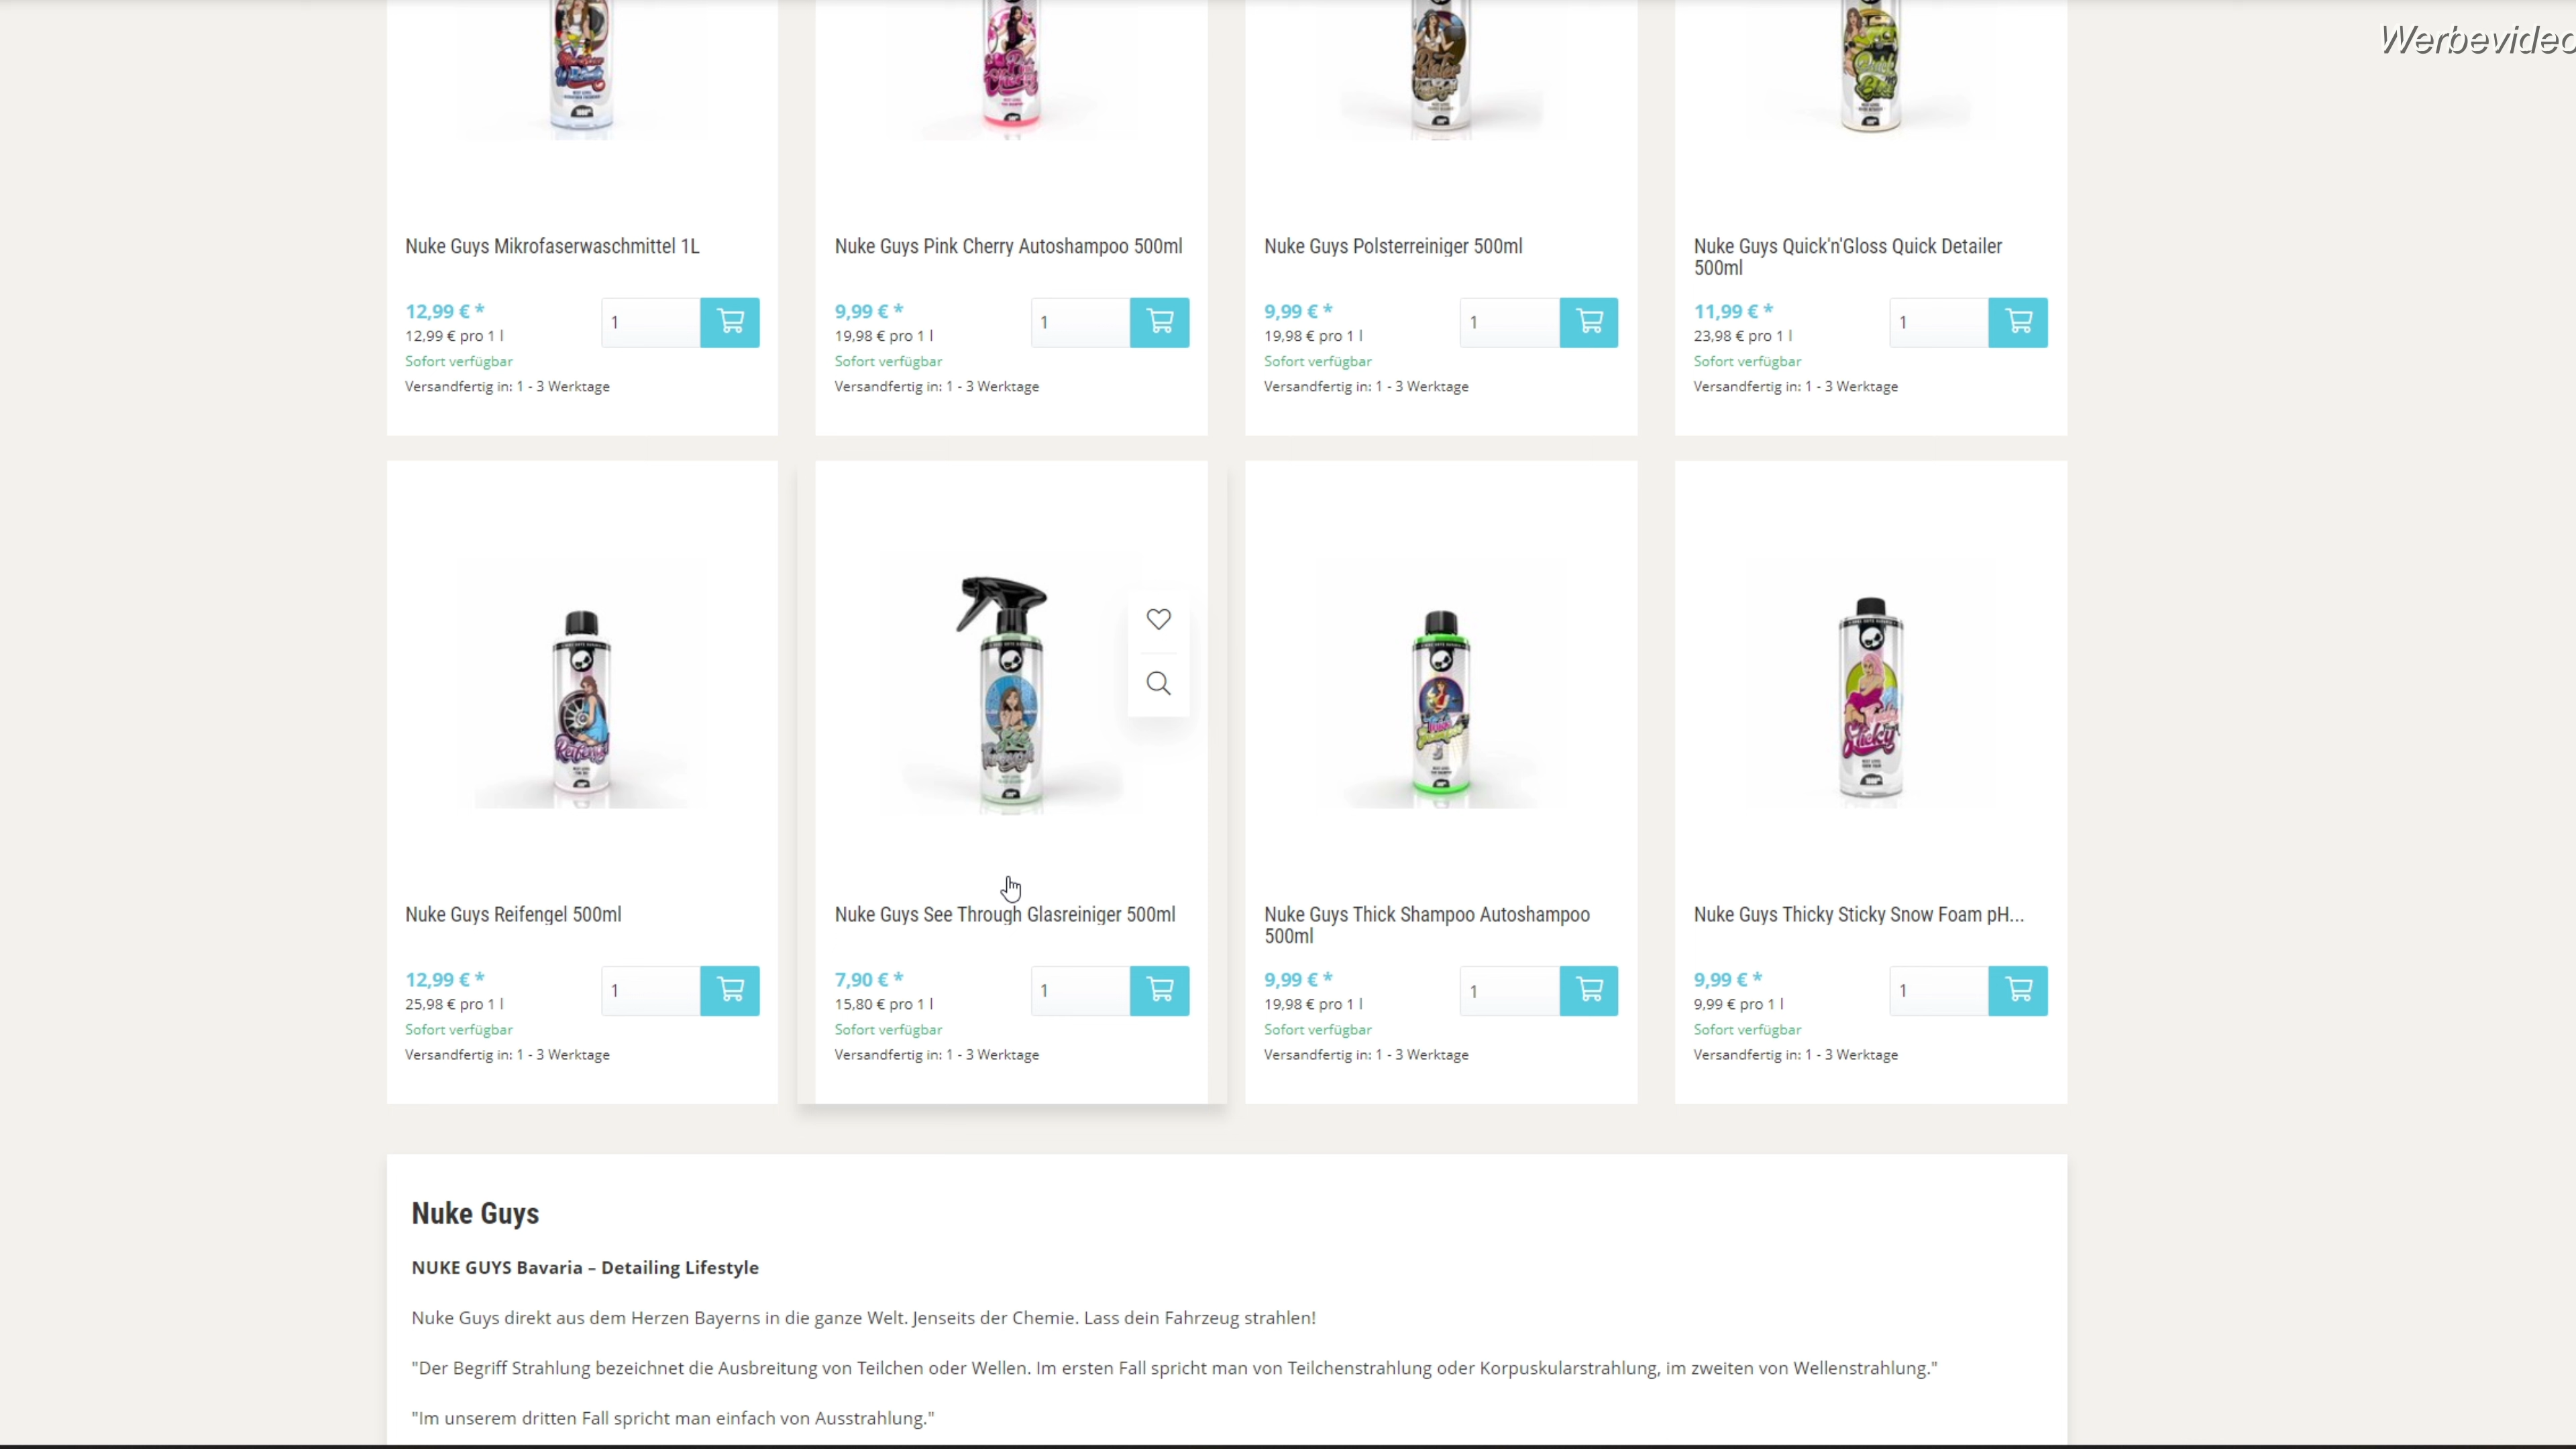 Werbevideo
Nuke Guys Mikrofaserwaschmittel 1L
12,99 € *
12,99 € pro 1 l
1
Sofort verfügbar
Versandfertig in: 1 - 3 Werktage
Nuke Guys Pink Cherry Autoshampoo 500ml
9,99 € *
19,98 € pro 1 l
1
Sofort verfügbar
Versandfertig in: 1 - 3 Werktage
Nuke Guys Polsterreiniger 500ml
9,99 € *
19,98 € pro 1 l
1
Sofort verfügbar
Versandfertig in: 1 - 3 Werktage
Nuke Guys Quick'n'Gloss Quick Detailer
500ml
11,99 € *
23,98 € pro 1 l
1
Sofort verfügbar
Versandfertig in: 1 - 3 Werktage
Reifengel
Nuke Guys Reifengel 500ml
12,99 € *
25,98 € pro 1 l
1
Sofort verfügbar
Versandfertig in: 1 - 3 Werktage
Nuke Guys See Through Glasreiniger 500ml
7,90 € *
15,80 € pro 1 l
1
Sofort verfügbar
Versandfertig in: 1 - 3 Werktage
Nuke Guys Thick Shampoo Autoshampoo
500ml
9,99 € *
19,98 € pro 1 l
1
Sofort verfügbar
Versandfertig in: 1 - 3 Werktage
Sticky
Nuke Guys Thicky Sticky Snow Foam pH...
9,99 € *
9,99 € pro 1 l
1
Sofort verfügbar
Versandfertig in: 1 - 3 Werktage
Nuke Guys
NUKE GUYS Bavaria – Detailing Lifestyle
Nuke Guys direkt aus dem Herzen Bayerns in die ganze Welt. Jenseits der Chemie. Lass dein Fahrzeug strahlen!
"Der Begriff Strahlung bezeichnet die Ausbreitung von Teilchen oder Wellen. Im ersten Fall spricht man von Teilchenstrahlung oder Korpuskularstrahlung, im zweiten von Wellenstrahlung."
"Im unserem dritten Fall spricht man einfach von Ausstrahlung."